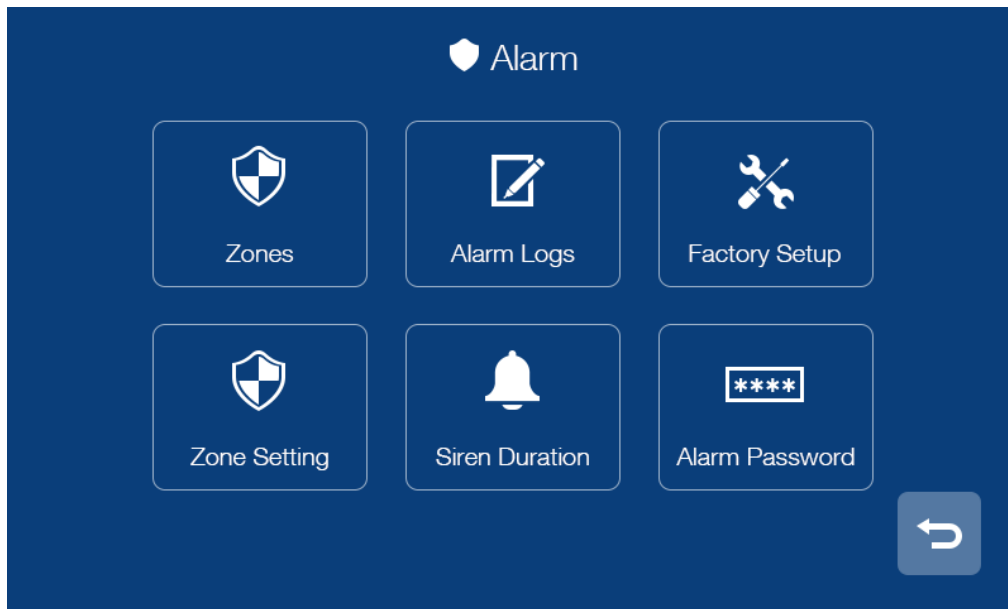 Alarm
Zones
Alarm Logs
Factory Setup
Zone Setting
Siren Duration
****
Alarm Password